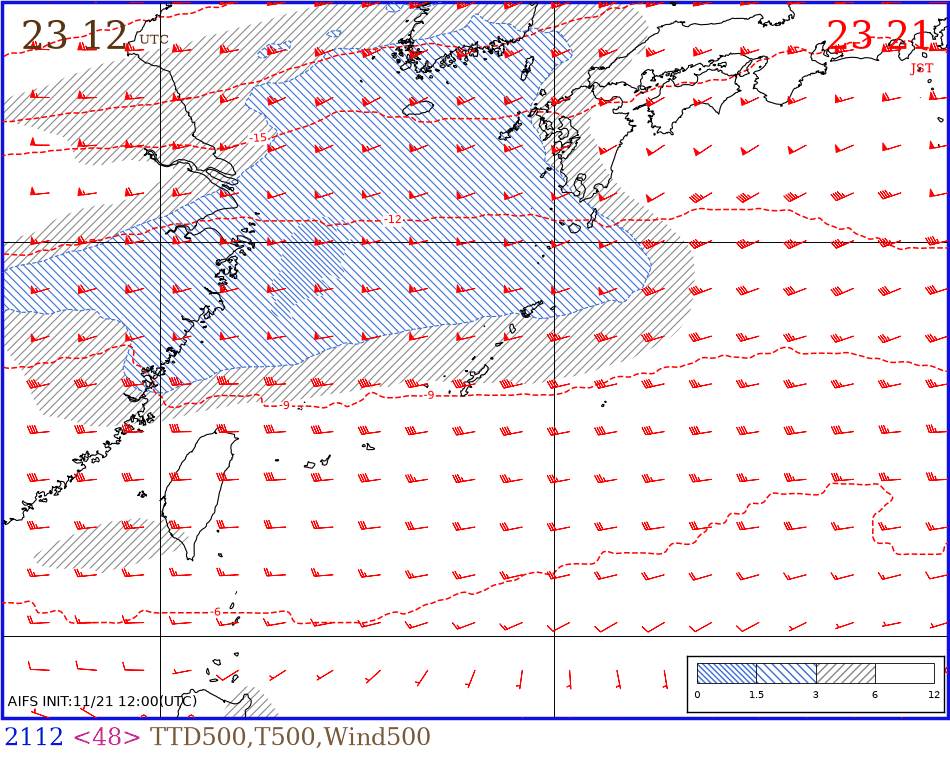 23 12 UTC
23 21 JST
-15
-12
-9
-9
-6
0 1.5 3 6 12
AIFS INIT:11/21 12:00(UTC)
2112 <48> TTD500,T500,Wind500